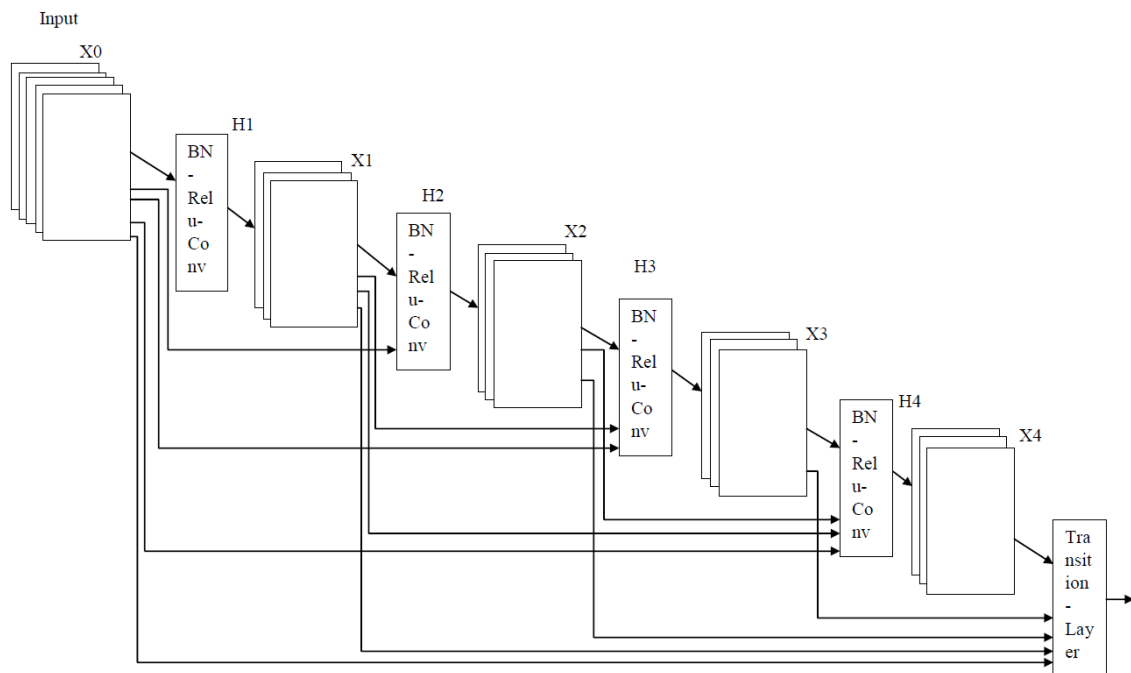 Input
X0
H1
BN
-
Rel
u-
Co
nv
X1
H2
BN
-
Rel
u-
Co
nv
X2
H3
BN
-
Rel
u-
Co
nv
X3
H4
BN
-
Rel
u-
Co
nv
X4
Tra
nsit
ion
-
Lay
er